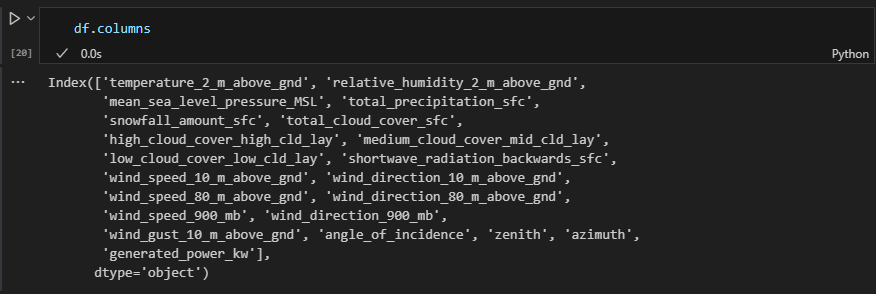 df.columns
[20]
0.0s
Python
...
Index(['temperature_2_m_above_gnd', 'relative_humidity_2_m_above_gnd',
'mean_sea_level_pressure_MSL', 'total_precipitation_sfc',
'snowfall_amount_sfc', 'total_cloud_cover_sfc',
'high_cloud_cover_high_cld_lay', 'medium_cloud_cover_mid_cld_lay',
'low_cloud_cover_low_cld_lay', 'shortwave_radiation_backwards_sfc',
'wind_speed_10_m_above_gnd', 'wind_direction_10_m_above_gnd',
'wind_speed_80_m_above_gnd', 'wind_direction_80_m_above_gnd',
'wind_speed_900_mb', 'wind_direction_900_mb',
'wind_gust_10_m_above_gnd', 'angle_of_incidence', 'zenith', 'azimuth',
'generated_power_kw'],
dtype='object')